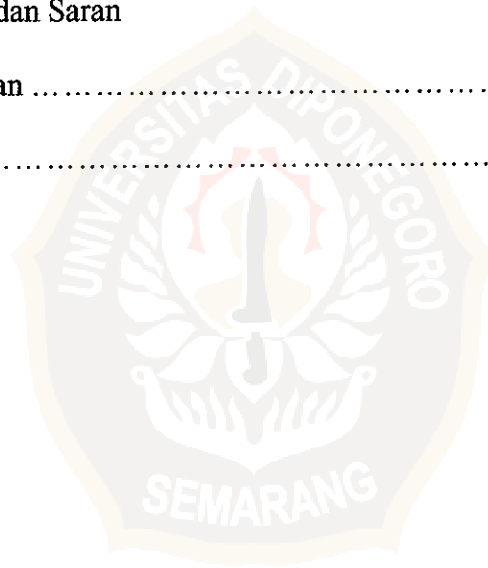 dan Saran
an ……………………………………
……………………………………
UNIVERSITAS DIPONEGORO
SEMARANG